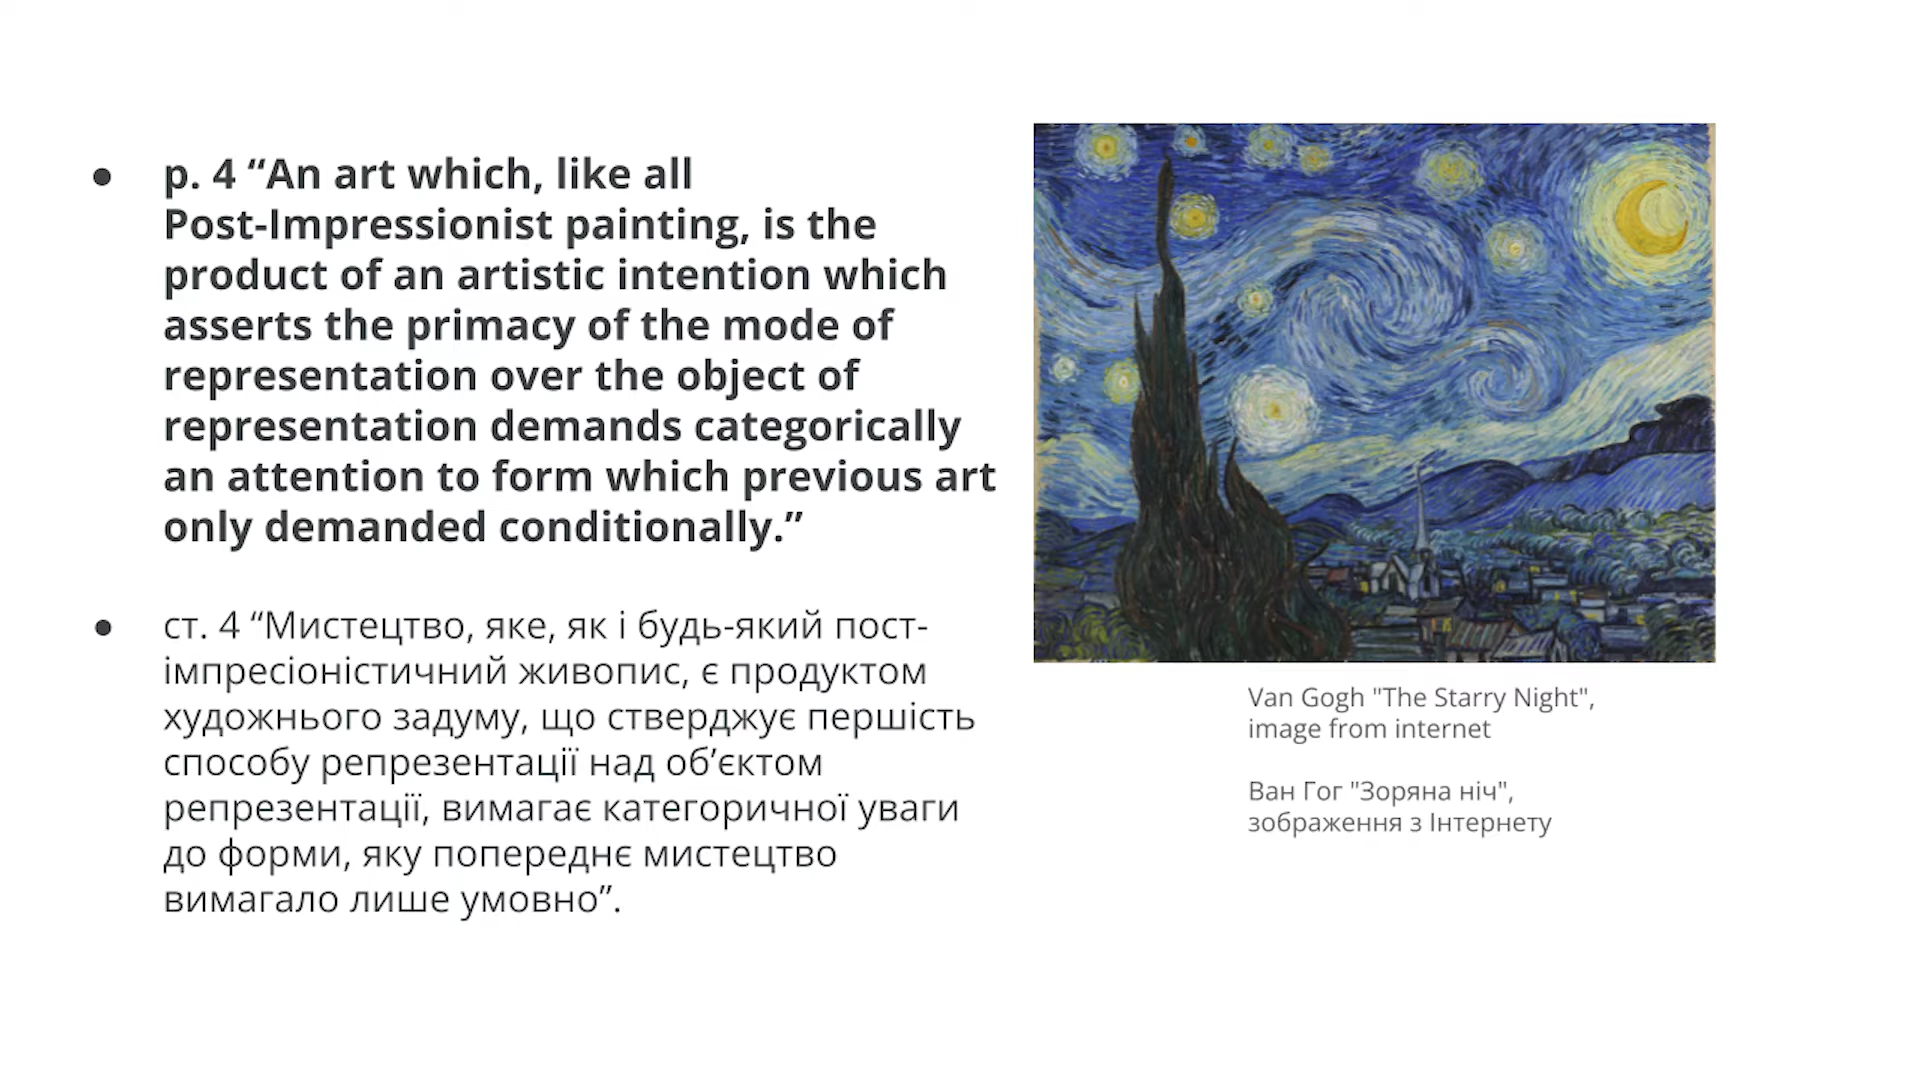 ● p. 4 “An art which, like all
Post-Impressionist painting, is the
product of an artistic intention which
asserts the primacy of the mode of
representation over the object of
representation demands categorically
an attention to form which previous art
only demanded conditionally.”
● ст. 4 “Мистецтво, яке, як і будь-який пост-
імпресіоністичний живопис, є продуктом
художнього задуму, що стверджує першість
способу репрезентації над об’єктом
репрезентації, вимагає категоричної уваги
до форми, яку попереднє мистецтво
вимагало лише умовно”.
Van Gogh "The Starry Night",
image from internet
Ван Гог "Зоряна ніч",
зображення з Інтернету